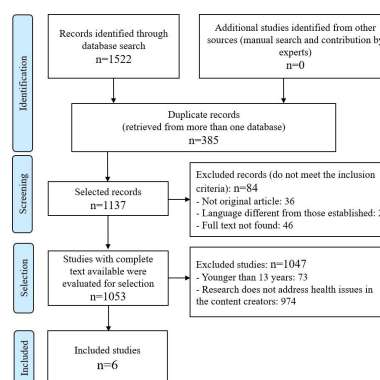 Identification
Records identified through
database search
n=1522
Additional studies identified from other
sources (manual search and contribution by
experts)
n=0
Duplicate records
(retrieved from more than one database)
n=385
Screening
Selected records
n=1137
Excluded records (do not meet the inclusion
criteria): n=84
- Not original article: 36
- Language different from those established:
- Full text not found: 46
Selection
Studies with complete
text available were
evaluated for selection
n=1053
Excluded studies: n=1047
- Younger than 13 years: 73
- Research does not address health issues in
the content creators: 974
Included
Included studies
n=6